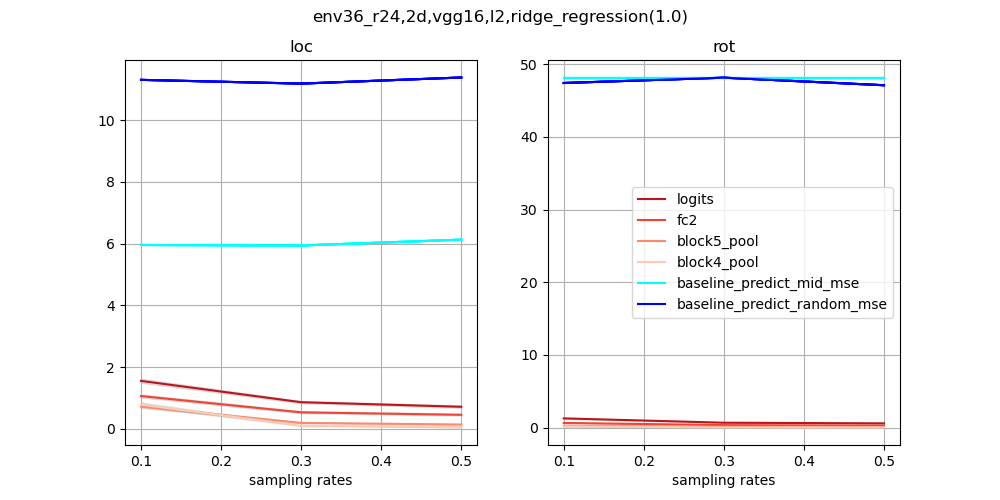 env36_r24,2d,vgg16,l2,ridge_regression(1.0)
loc
10
8
6
4
2
0
0.1 0.2 0.3 0.4 0.5
sampling rates
rot
50
40
30
20
10
0
logits
fc2
block5_pool
block4_pool
baseline_predict_mid_mse
baseline_predict_random_mse
0.1 0.2 0.3 0.4 0.5
sampling rates